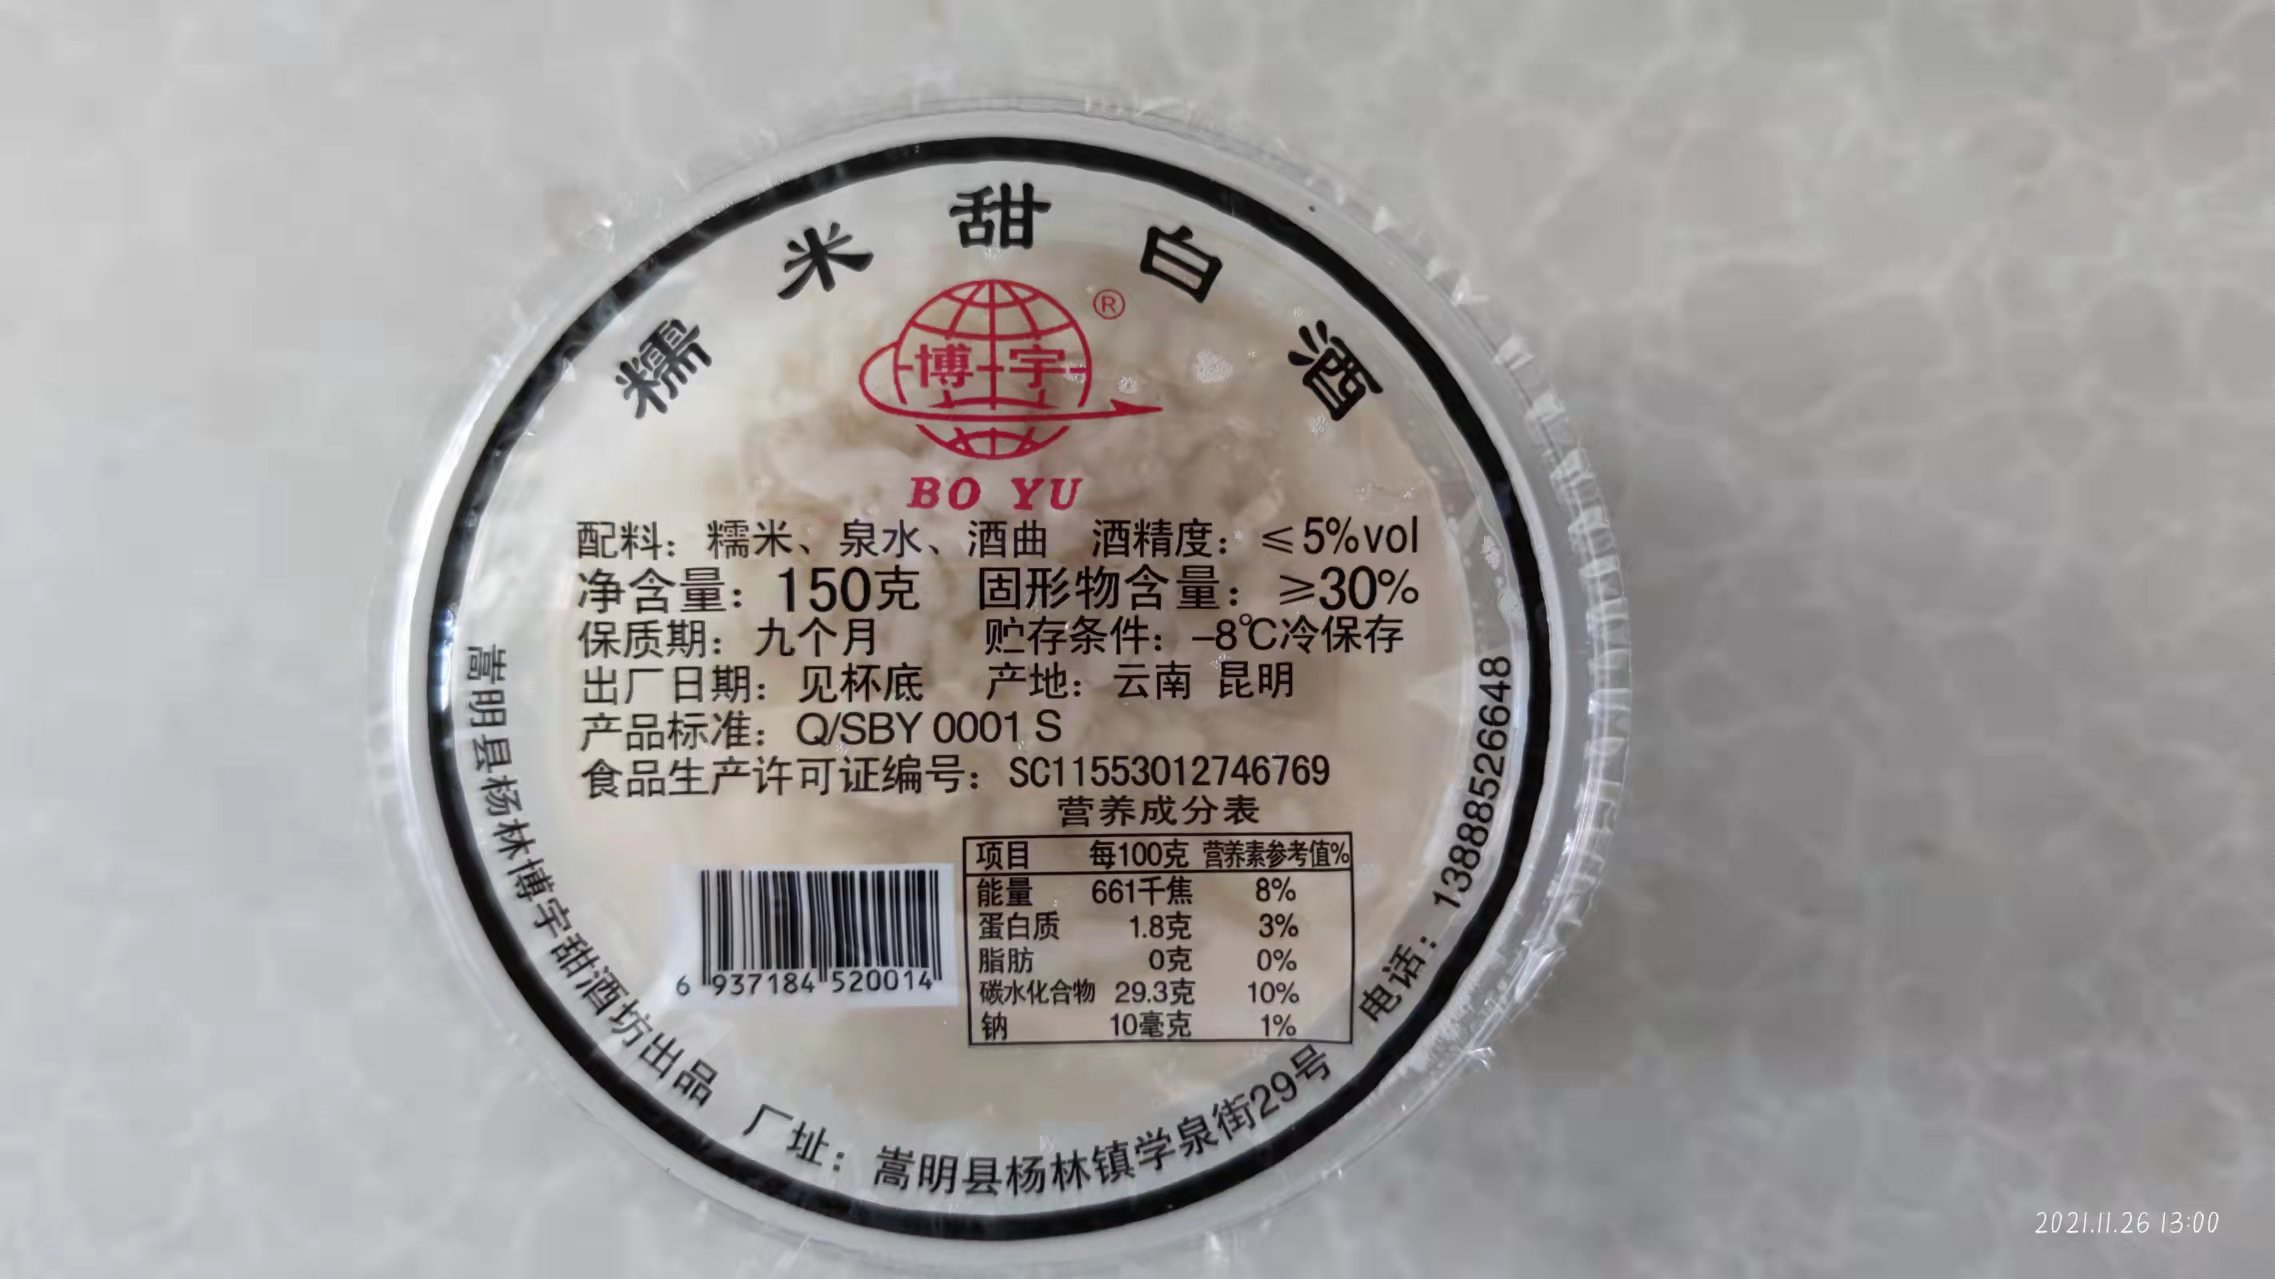 糯米甜白酒
®
博宇
BO YU
配料：糯米、泉水、酒曲 酒精度：≤5%vol
净含量：150克 固形物含量：≥30%
保质期：九个月 贮存条件：-8℃冷保存
出厂日期：见杯底 产地：云南 昆明
产品标准：Q/SBY 0001 S
食品生产许可证编号：SC11553012746769
营养成分表
项目 每100克 营养素参考值%
能量 661千焦 8%
蛋白质 1.8克 3%
脂肪 0克 0%
碳水化合物 29.3克 10%
钠 10毫克 1%
6 937184 520014
嵩明县杨林博宇甜酒坊出品 厂址：嵩明县杨林镇学泉街29号 电话：13888526648
2021.11.26 13:00